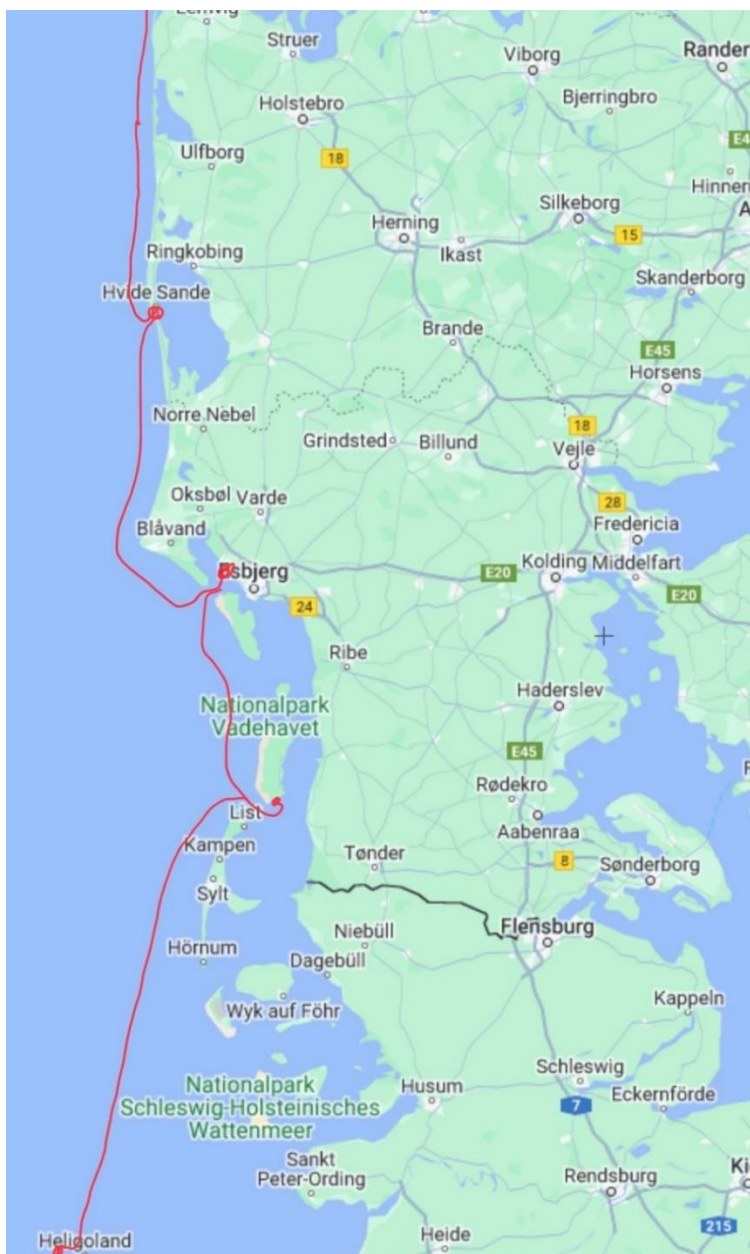 Struer
Viborg
Bjerringbro
Holstebro
18
Ulfborg
Silkeborg
Herning
15
Ikast
Ringkobing
Skanderborg
Hvide Sande
Brande
E45
Horsens
Norre Nebel
18
Grindsted
Billund
Vejle
Oksbøl
Varde
28
Blåvand
Fredericia
Kolding
Middelfart
E20
E20
24
Ribe
Haderslev
Nationalpark
Vadehavet
E45
Rødekro
List
Aabenraa
Kampen
Tønder
8
Sønderborg
Sylt
Niebüll
Flensburg
Hörnum
Dagebüll
Wyk auf Föhr
Kappeln
Schleswig
Nationalpark
Schleswig-Holsteinisches
Wattenmeer
Husum
7
Eckernförde
Sankt
Peter-Ording
Rendsburg
215
Heligoland
Heide